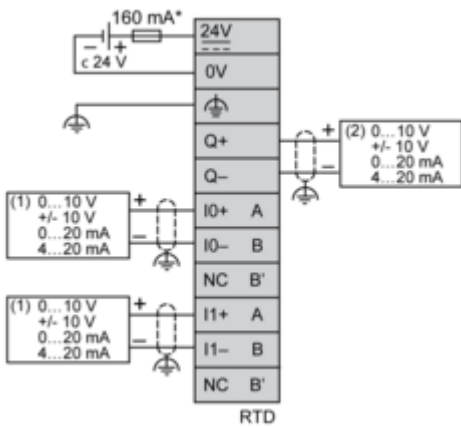 160 mA*
– +
c 24 V
24V
0V
Q+
Q–
I0+ A
I0– B
NC B'
I1+ A
I1– B
NC B'
RTD
+
–
(2) 0...10 V
+/- 10 V
0...20 mA
4...20 mA
(1) 0...10 V
+/- 10 V
0...20 mA
4...20 mA
+
–
(1) 0...10 V
+/- 10 V
0...20 mA
4...20 mA
+
–